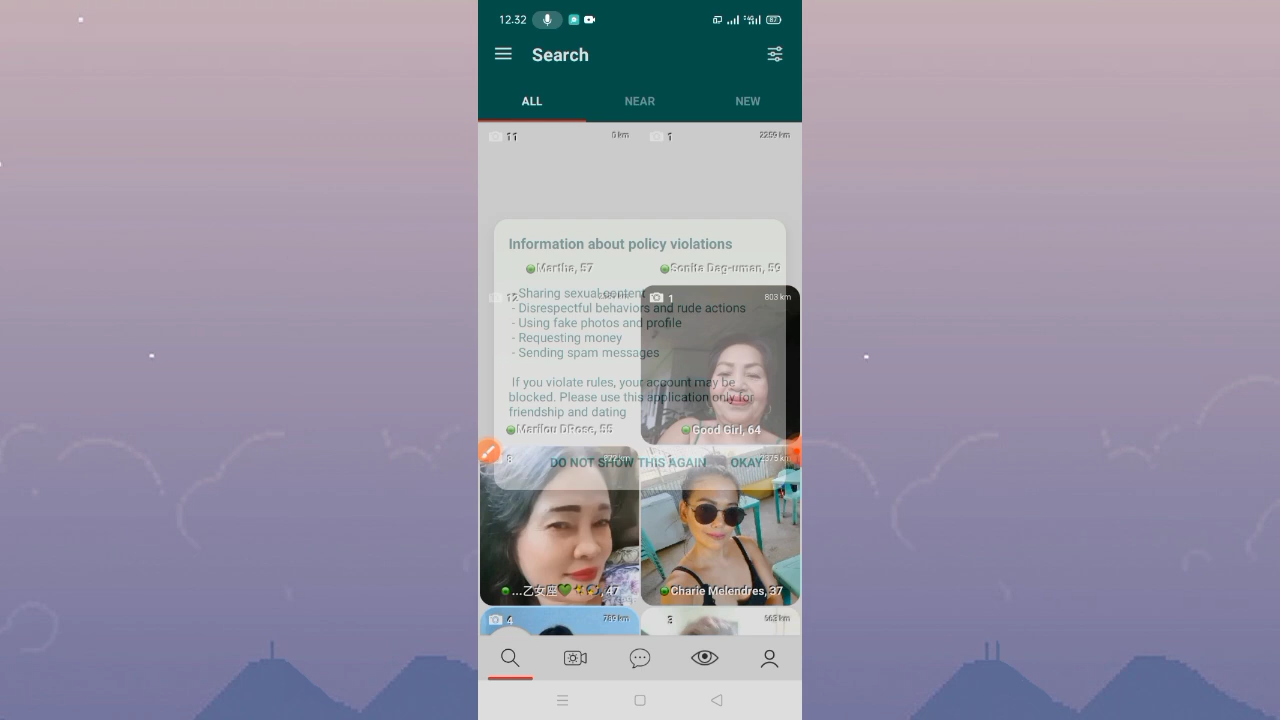 12.32
87
Search
ALL
NEAR
NEW
11
0 km
1
2259 km
Information about policy violations
Martha, 57
Sonita Dag-uman, 59
- Sharing sexual content
12
1
803 km
- Disrespectful behaviors and rude actions
- Using fake photos and profile
- Requesting money
- Sending spam messages
If you violate rules, your account may be
blocked. Please use this application only for
friendship and dating
Marilou DRose, 55
Good Girl, 64
8
2375 km
DO NOT SHOW THIS AGAIN
OKAY
...乙女座💚, 47
Charie Melendres, 37
4
789 km
3